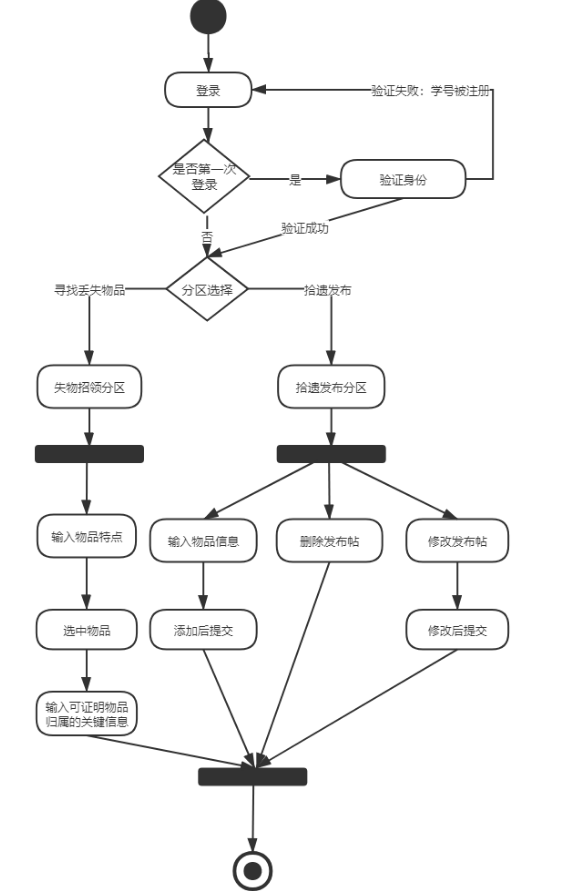 登录
验证失败：学号被注册
是否第一次
登录
是
验证身份
否
验证成功
寻找丢失物品
分区选择
拾遗发布
失物招领分区
拾遗发布分区
输入物品特点
输入物品信息
删除发布帖
修改发布帖
选中物品
添加后提交
修改后提交
输入可证明物品
归属的关键信息